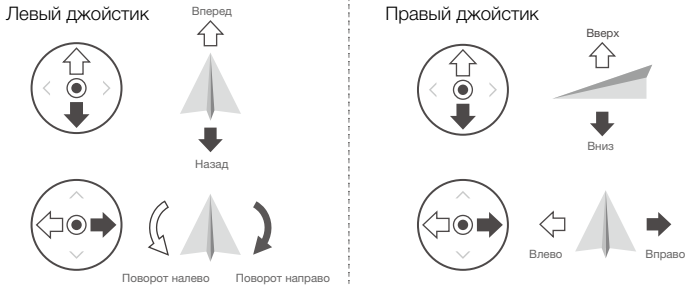 Левый джойстик
Вперед
Назад
Поворот налево
Поворот направо
Правый джойстик
Вверх
Вниз
Влево
Вправо